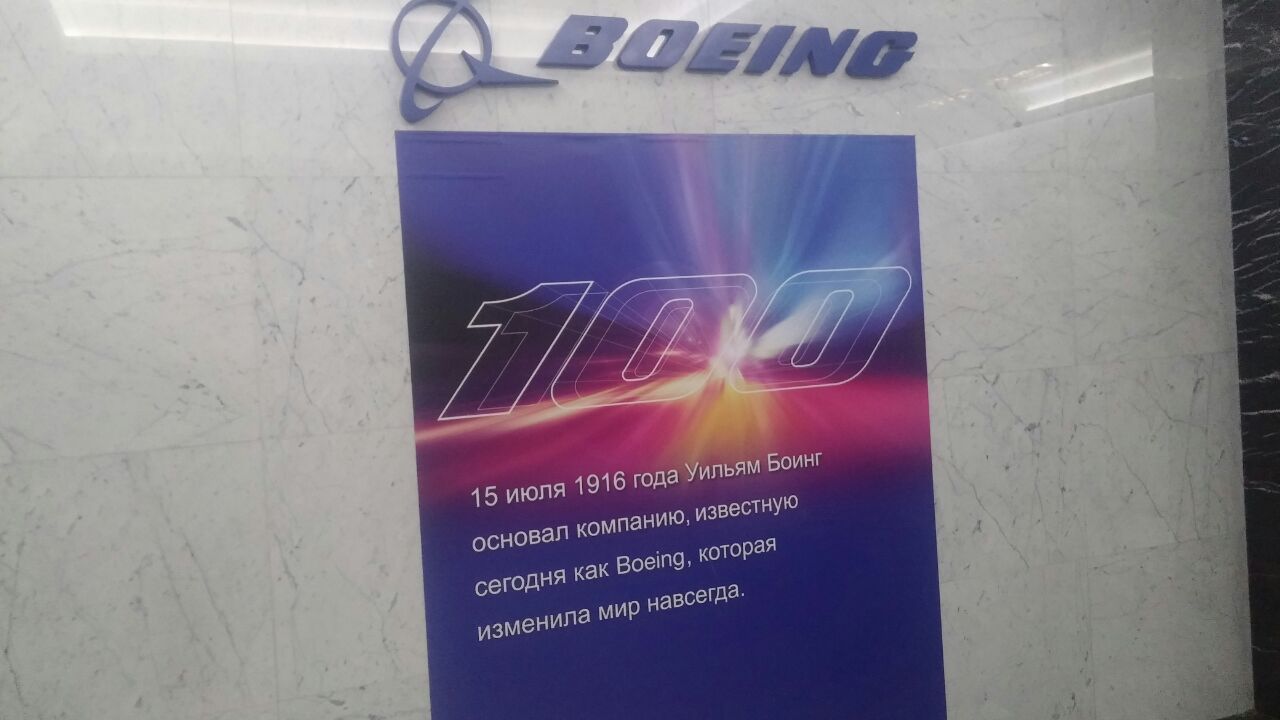 BOEING
100
15 июля 1916 года Уильям Боинг
основал компанию, известную
сегодня как Boeing, которая
изменила мир навсегда.